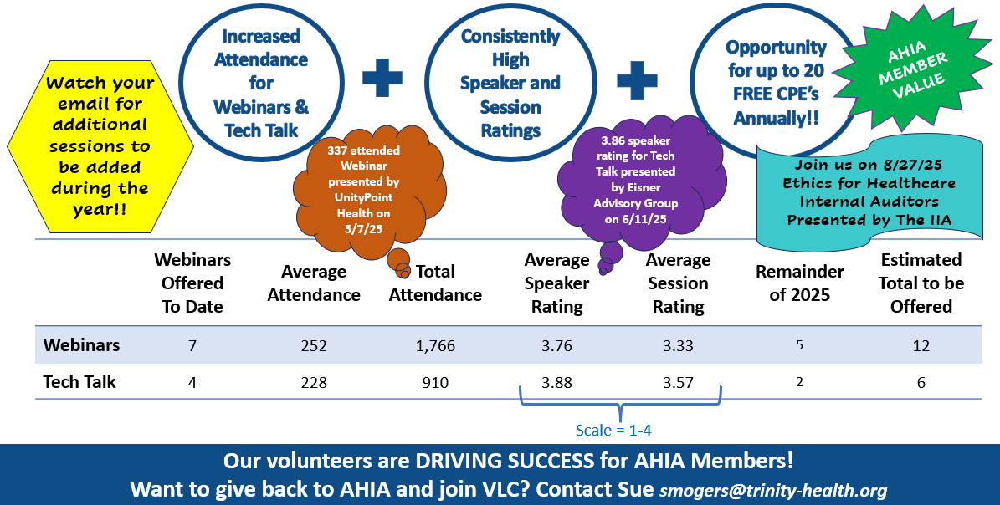 Increased
Attendance
for
Webinars &
Tech Talk
Consistently
High
Speaker and
Session
Ratings
Opportunity
for up to 20
FREE CPE's
Annually!!
AHIA
MEMBER
VALUE
Watch your
email for
additional
sessions to
be added
during the
year!!
337 attended
Webinar
presented by
UnityPoint
Health on
5/7/25
3.86 speaker
rating for Tech
Talk presented
by Eisner
Advisory Group
on 6/11/25
Join us on 8/27/25
Ethics for Healthcare
Internal Auditors
Presented by The IIA
Webinars
Offered
To Date
Average
Attendance
Total
Attendance
Average
Speaker
Rating
Average
Session
Rating
Remainder
of 2025
Estimated
Total to be
Offered
Webinars 7 252 1,766 3.76 3.33 5 12
Tech Talk 4 228 910 3.88 3.57 2 6
Scale = 1-4
Our volunteers are DRIVING SUCCESS for AHIA Members!
Want to give back to AHIA and join VLC? Contact Sue smogers@trinity-health.org